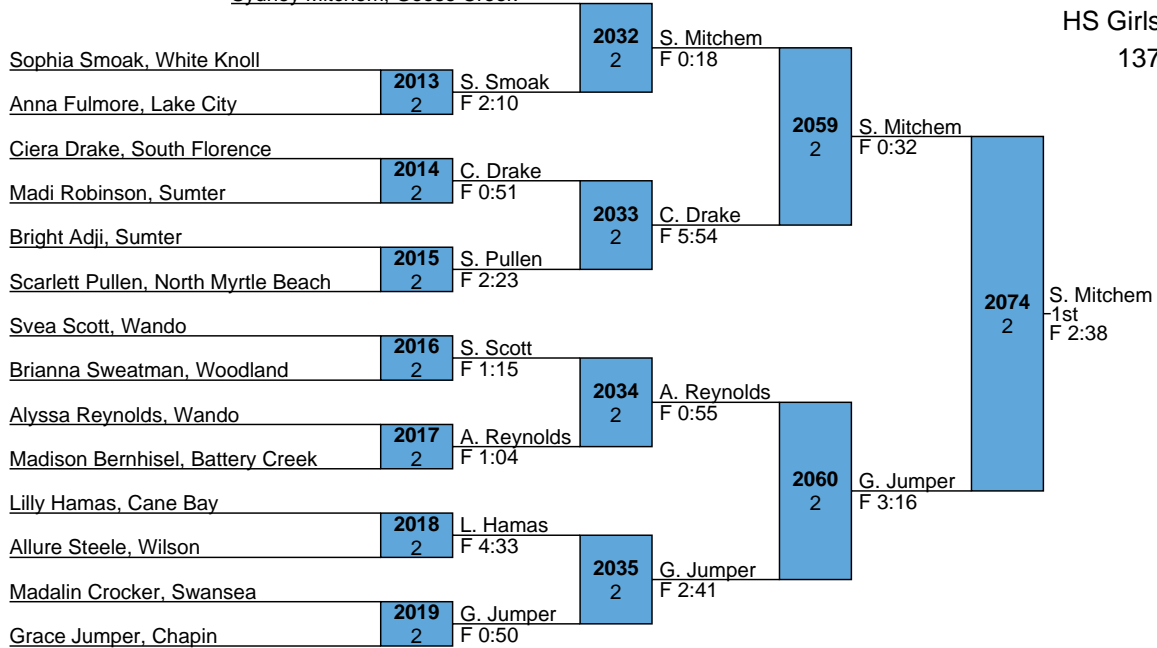 Sydney Mitchem, Goose Creek
HS Girls
137
2032
2
S. Mitchem
F 0:18
Sophia Smoak, White Knoll
2013
2
S. Smoak
F 2:10
Anna Fulmore, Lake City
2059
2
S. Mitchem
F 0:32
Ciera Drake, South Florence
2014
2
C. Drake
F 0:51
Madi Robinson, Sumter
2033
2
C. Drake
F 5:54
Bright Adji, Sumter
2015
2
S. Pullen
F 2:23
Scarlett Pullen, North Myrtle Beach
2074
2
S. Mitchem
1st
F 2:38
Svea Scott, Wando
2016
2
S. Scott
F 1:15
Brianna Sweatman, Woodland
2034
2
A. Reynolds
F 0:55
Alyssa Reynolds, Wando
2017
2
A. Reynolds
F 1:04
Madison Bernhisel, Battery Creek
2060
2
G. Jumper
F 3:16
Lilly Hamas, Cane Bay
2018
2
L. Hamas
F 4:33
Allure Steele, Wilson
2035
2
G. Jumper
F 2:41
Madalin Crocker, Swansea
2019
2
G. Jumper
F 0:50
Grace Jumper, Chapin